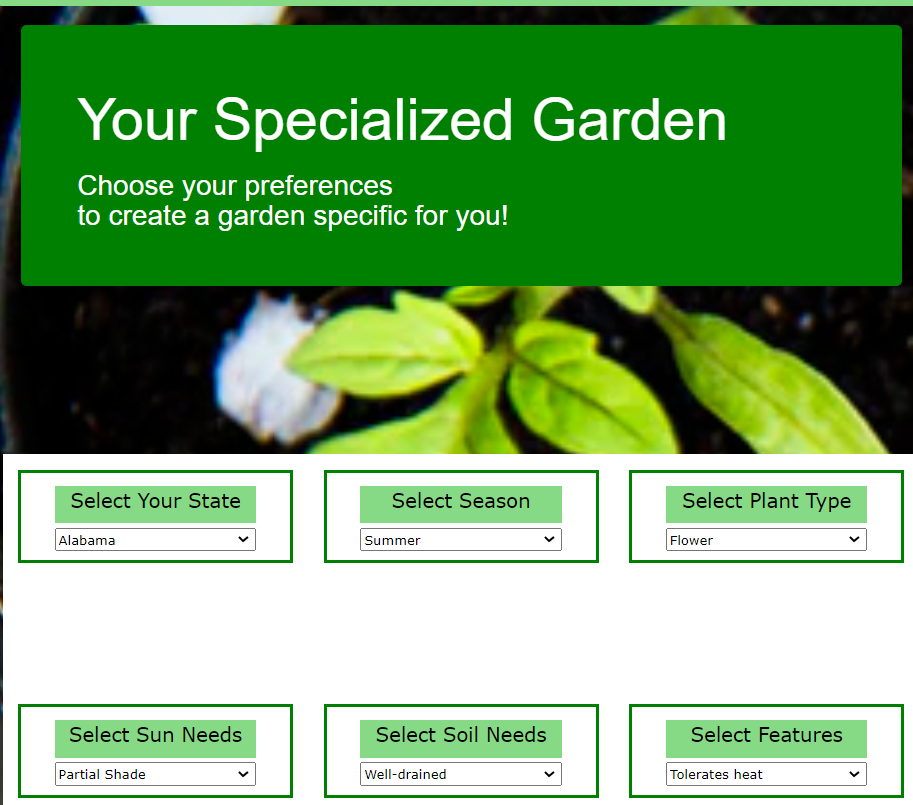 Your Specialized Garden
Choose your preferences
to create a garden specific for you!
Select Your State
Alabama
Select Season
Summer
Select Plant Type
Flower
Select Sun Needs
Partial Shade
Select Soil Needs
Well-drained
Select Features
Tolerates heat